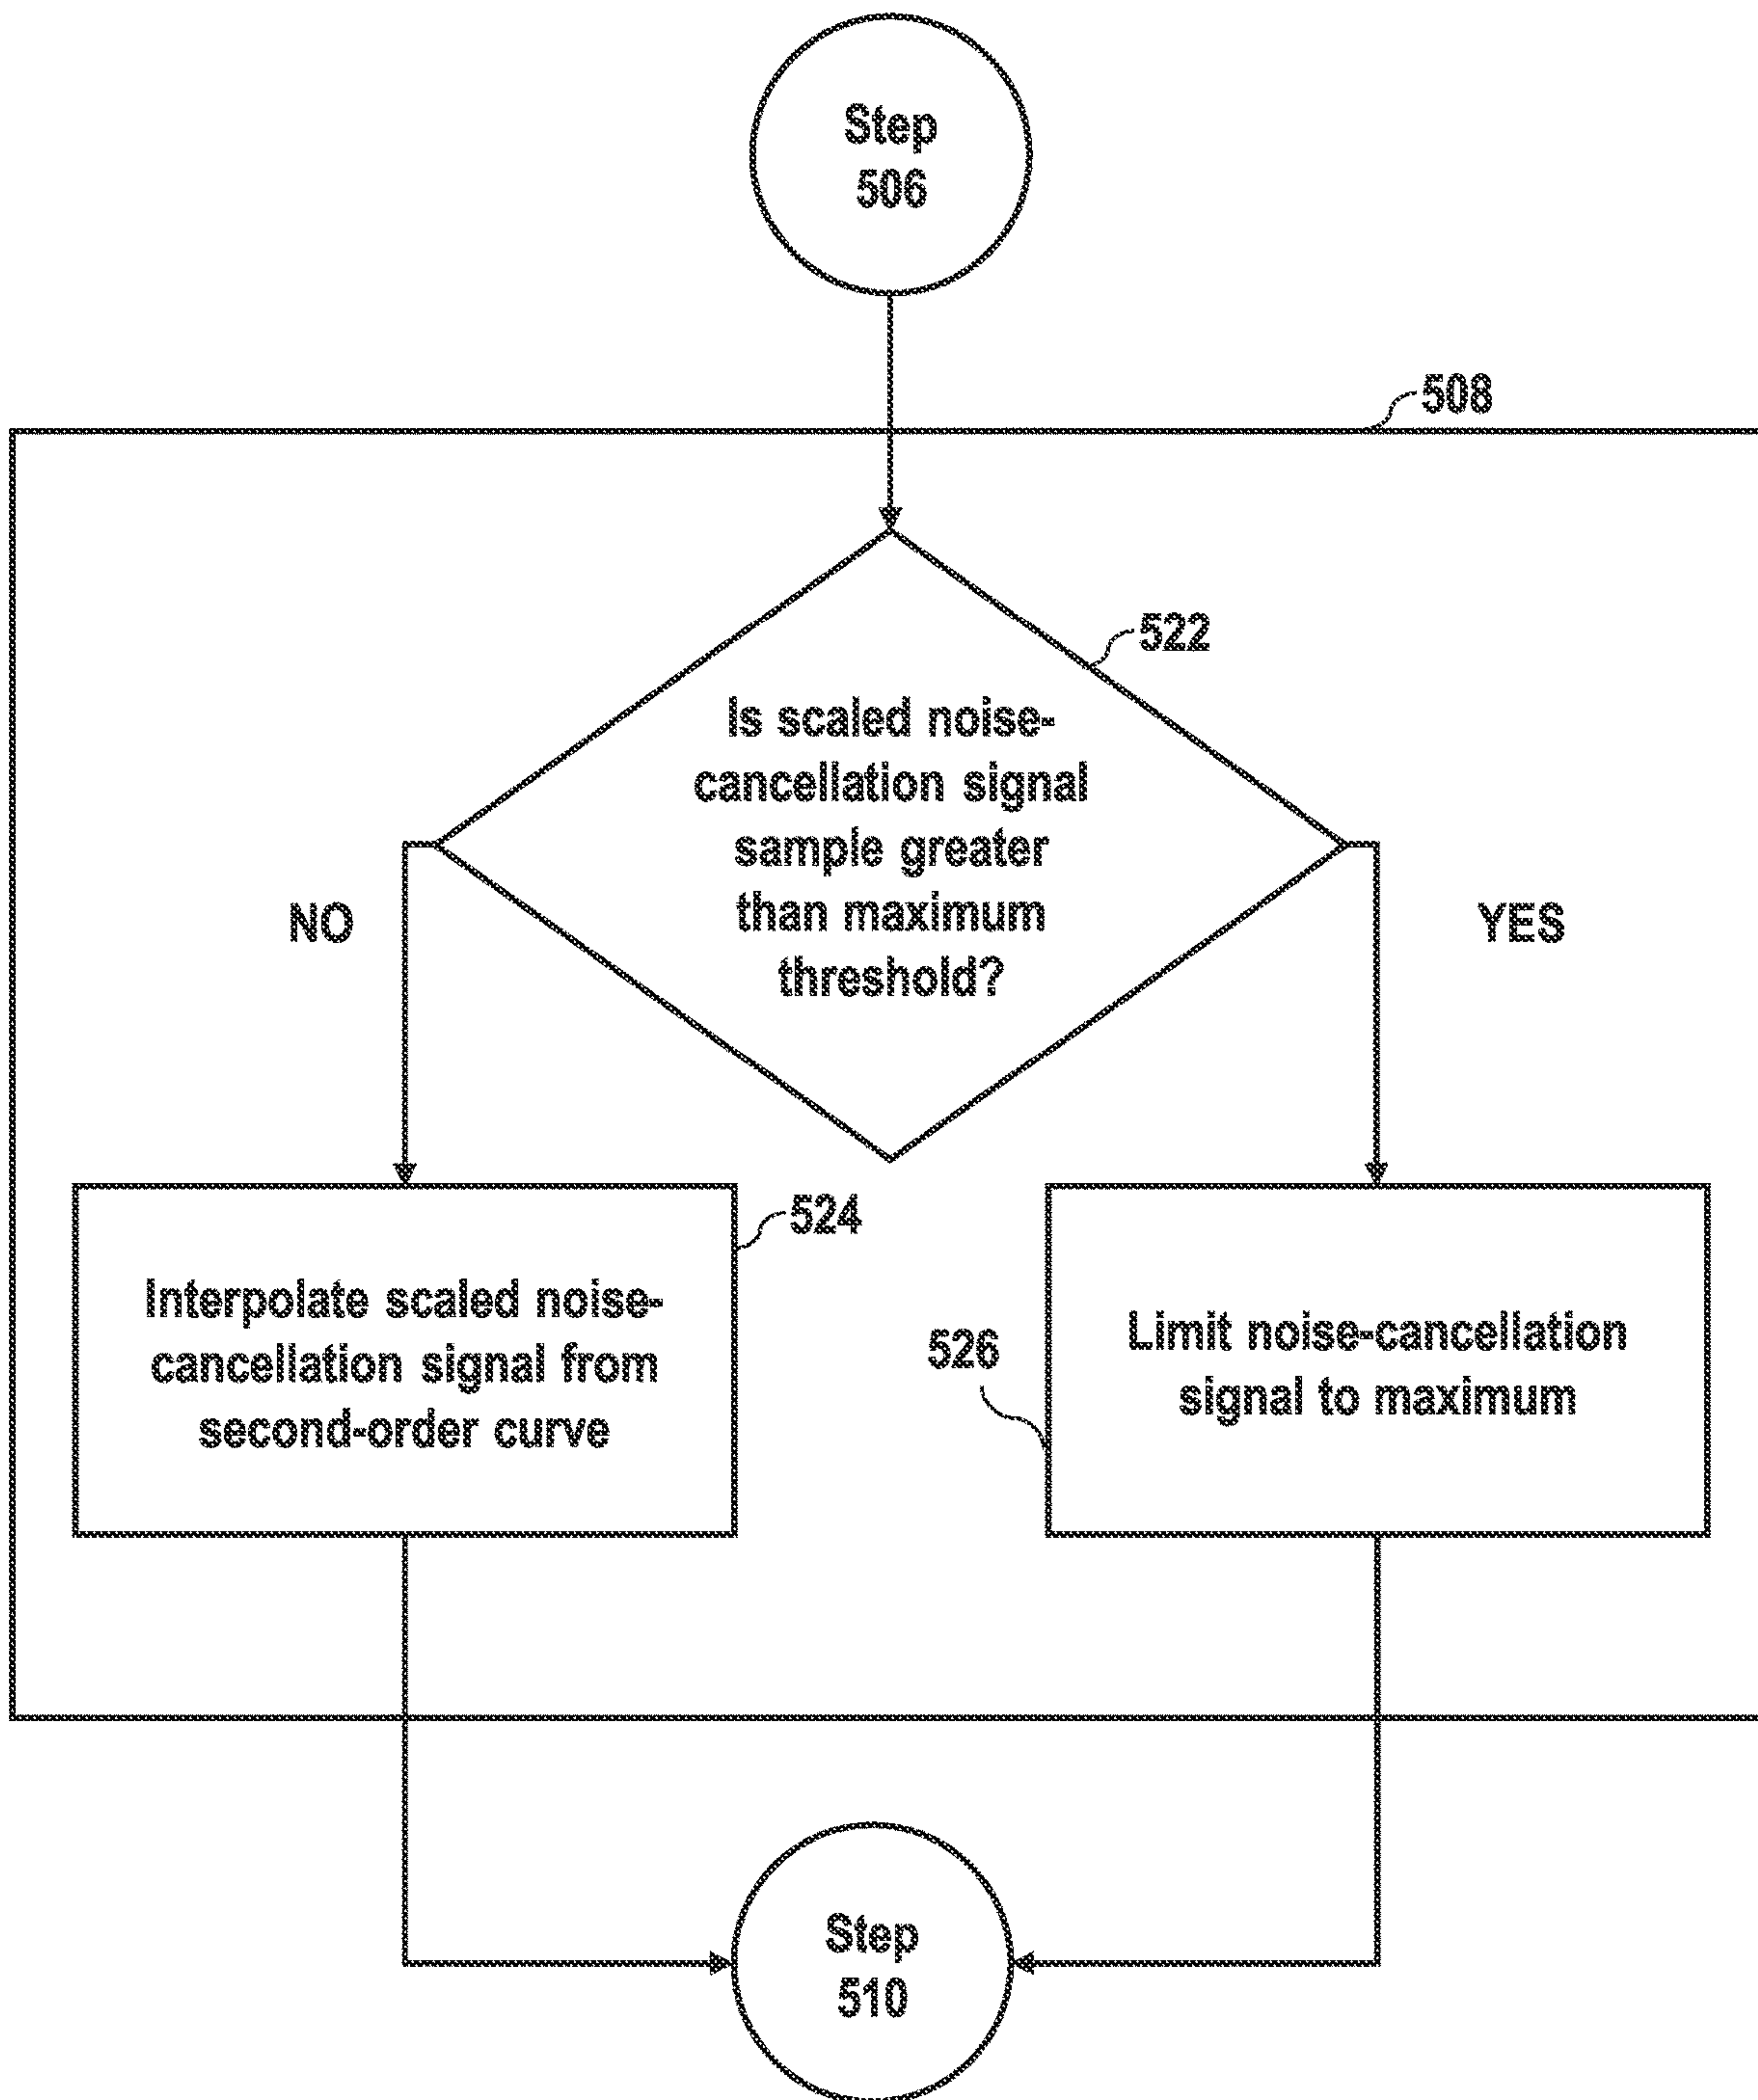 Step
506
508
522
Is scaled noise-
cancellation signal
sample greater
than maximum
threshold?
NO
YES
524
Interpolate scaled noise-
cancellation signal from
second-order curve
526
Limit noise-cancellation
signal to maximum
Step
510